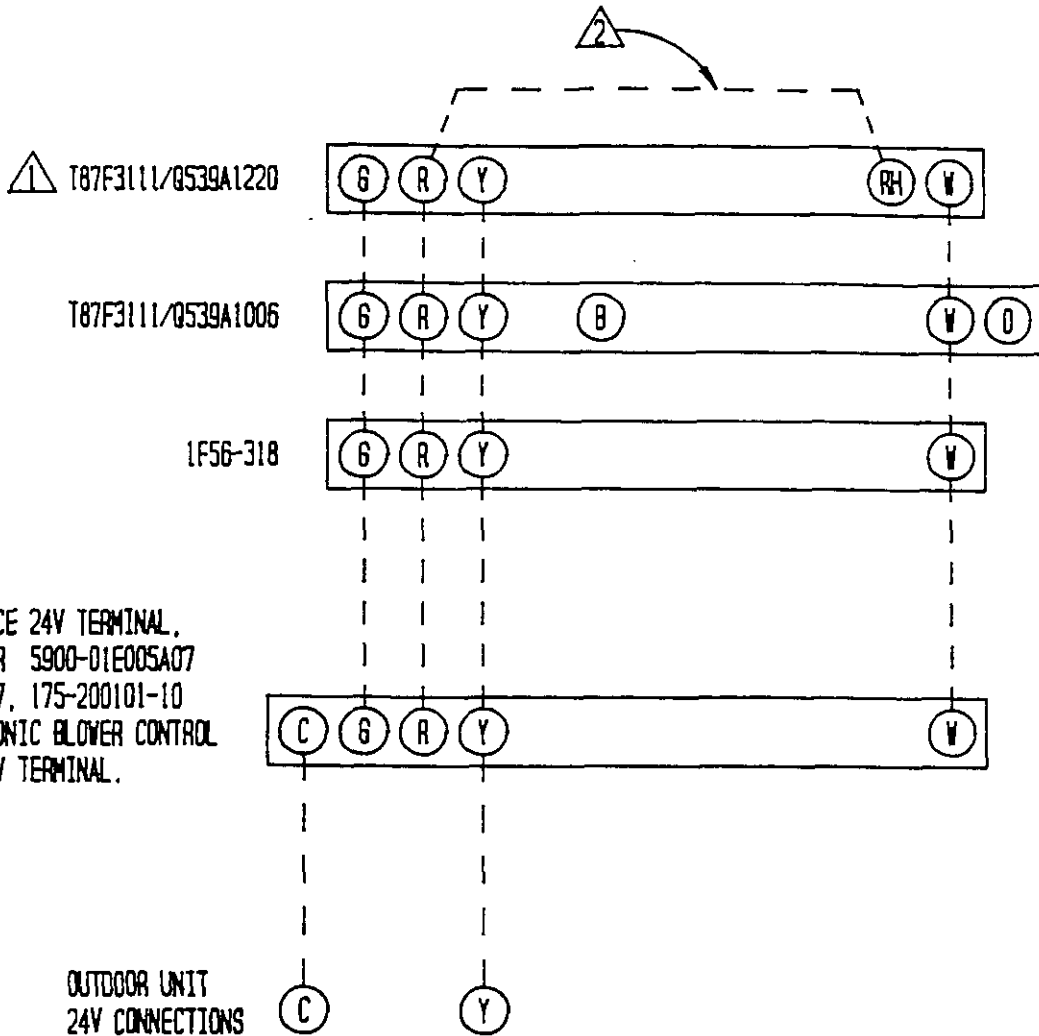 2
1 T87F3111/Q539A1220
G R Y RH W
T87F3111/Q539A1006
G R Y B W O
1F56-318
G R Y W
CE 24V TERMINAL,
R 5900-01E005A07
7, 175-200101-10
ONIC BLOWER CONTROL
V TERMINAL.
C G R Y W
OUTDOOR UNIT
24V CONNECTIONS
C Y